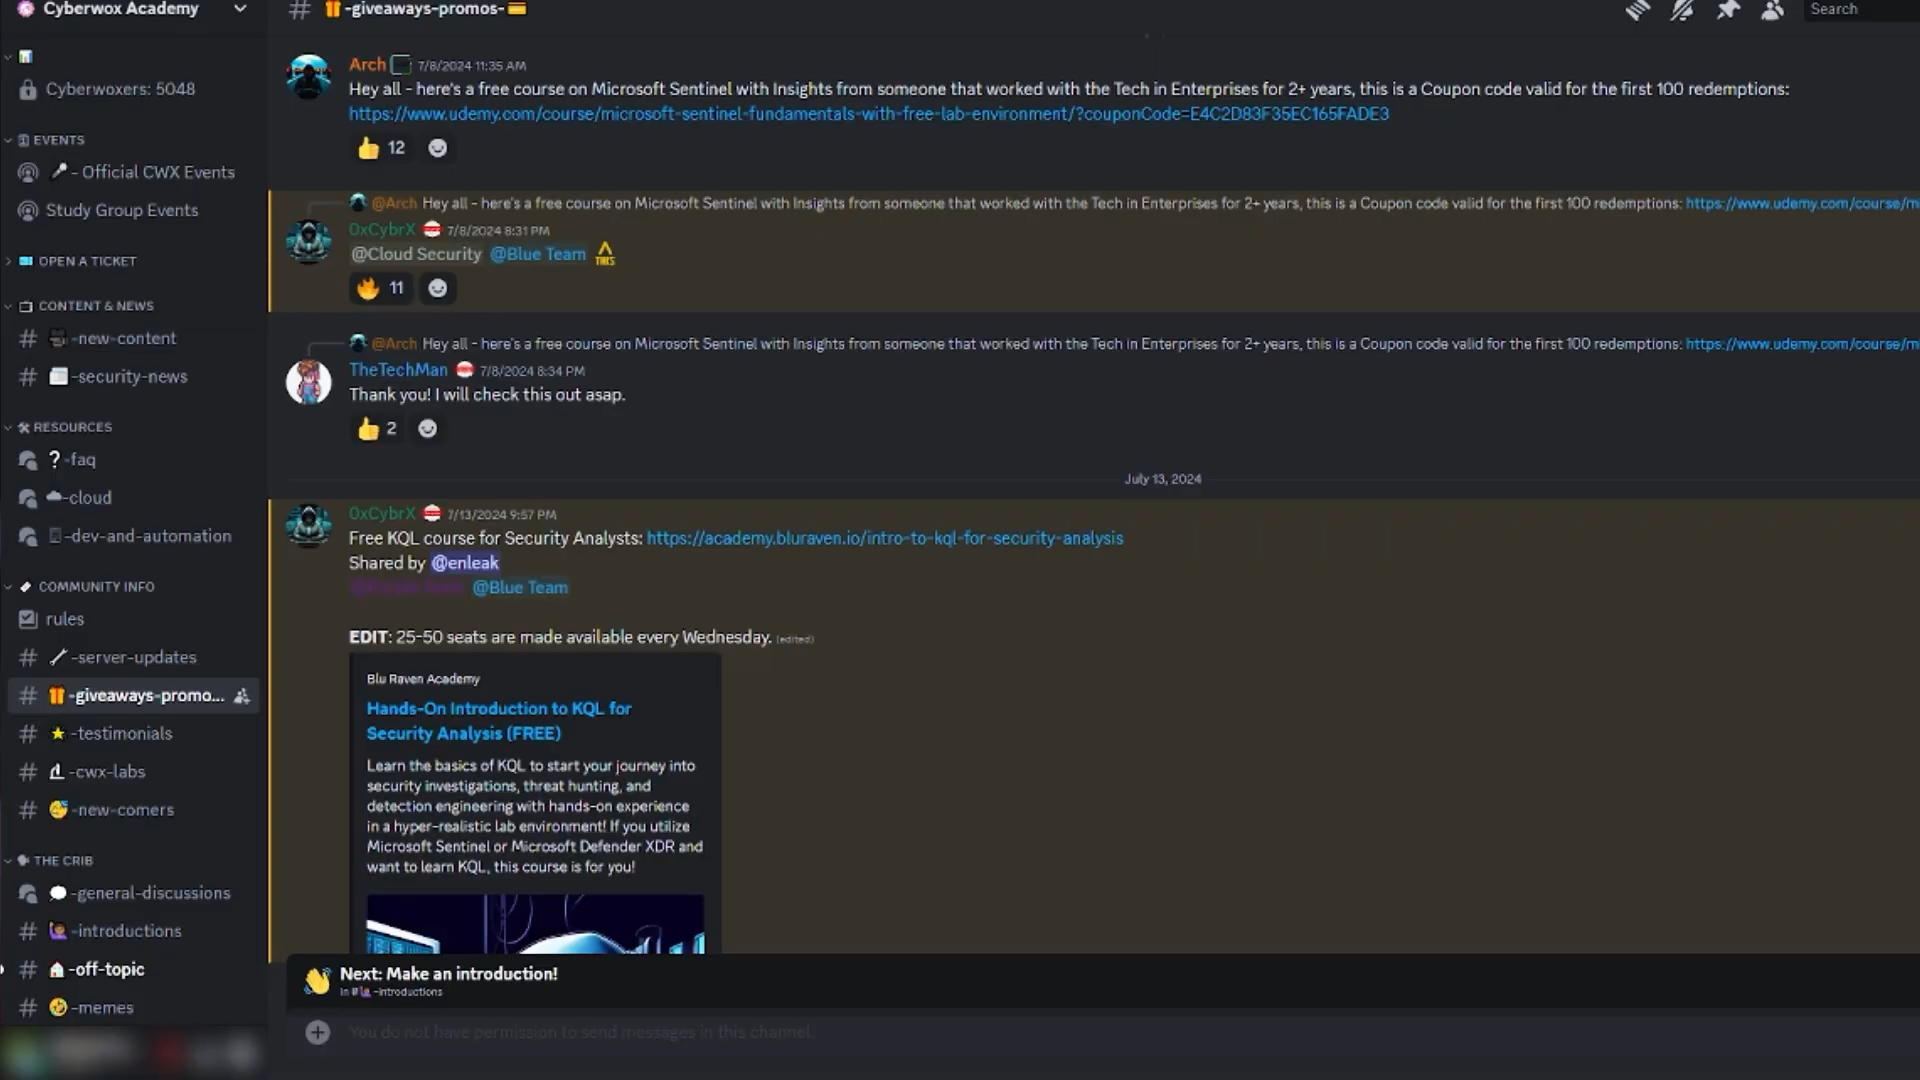 Cyberwox Academy
Cyberwoxers: 5048
EVENTS
- Official CWX Events
Study Group Events
OPEN A TICKET
CONTENT & NEWS
-new-content
-security-news
RESOURCES
?-faq
-cloud
-dev-and-automation
COMMUNITY INFO
rules
-server-updates
-giveaways-promo...
-testimonials
-cwx-labs
-new-comers
THE CRIB
-general-discussions
-introductions
-off-topic
-memes
-giveaways-promos-
Search
Arch 7/8/2024 11:35 AM
Hey all - here's a free course on Microsoft Sentinel with Insights from someone that worked with the Tech in Enterprises for 2+ years, this is a Coupon code valid for the first 100 redemptions:
https://www.udemy.com/course/microsoft-sentinel-fundamentals-with-free-lab-environment/?couponCode=E4C2D83F35EC165FADE3
12
@Arch Hey all - here's a free course on Microsoft Sentinel with Insights from someone that worked with the Tech in Enterprises for 2+ years, this is a Coupon code valid for the first 100 redemptions: https://www.udemy.com/course/mi
0xCybrX 7/8/2024 8:31 PM
@Cloud Security @Blue Team THIS
11
@Arch Hey all - here's a free course on Microsoft Sentinel with Insights from someone that worked with the Tech in Enterprises for 2+ years, this is a Coupon code valid for the first 100 redemptions: https://www.udemy.com/course/mi
TheTechMan 7/8/2024 8:34 PM
Thank you! I will check this out asap.
2
July 13, 2024
0xCybrX 7/13/2024 9:57 PM
Free KQL course for Security Analysts: https://academy.bluraven.io/intro-to-kql-for-security-analysis
Shared by @enleak
@Blue Team
EDIT: 25-50 seats are made available every Wednesday. (edited)
Blu Raven Academy
Hands-On Introduction to KQL for
Security Analysis (FREE)
Learn the basics of KQL to start your journey into
security investigations, threat hunting, and
detection engineering with hands-on experience
in a hyper-realistic lab environment! If you utilize
Microsoft Sentinel or Microsoft Defender XDR and
want to learn KQL, this course is for you!
Next: Make an introduction!
in # -introductions
You do not have permission to send messages in this channel.